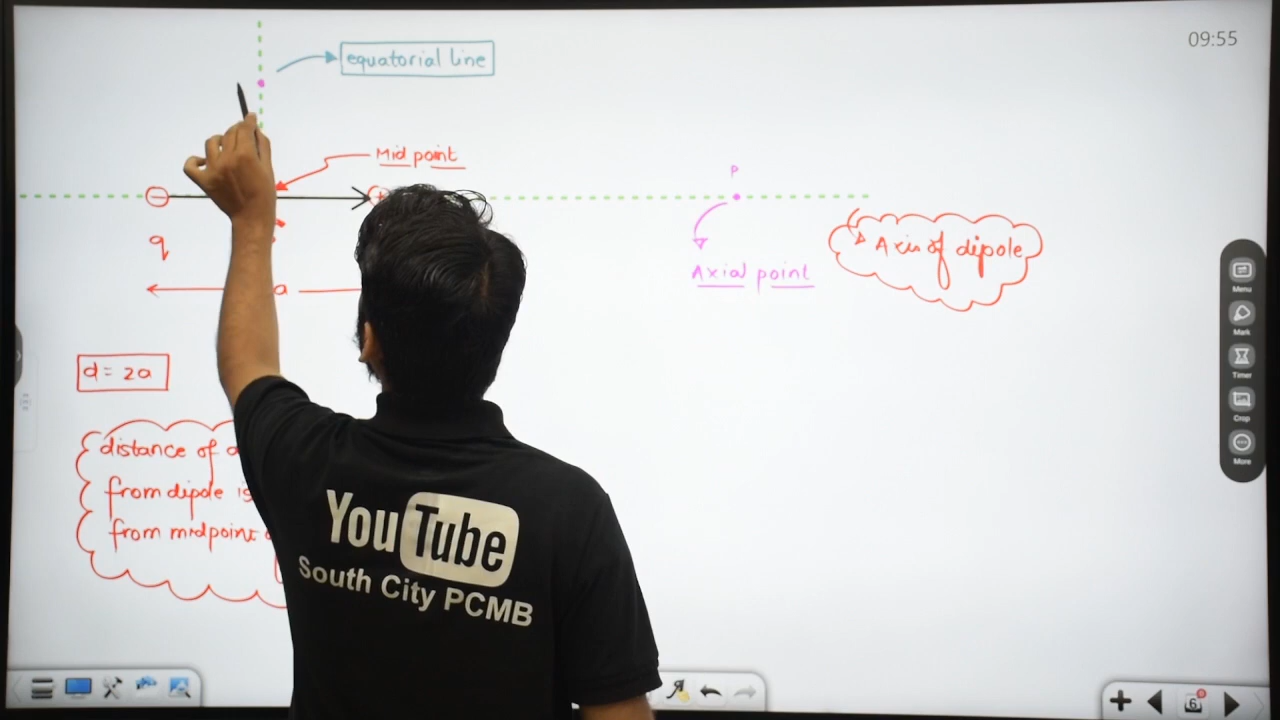 09:55
equatorial line
Mid point
P
q
a
Axial point
Axis of dipole
d = 2a
distance of
from dipole is
from midpoint
YouTube
South City PCMB
Menu
Mark
Timer
Crop
More
6